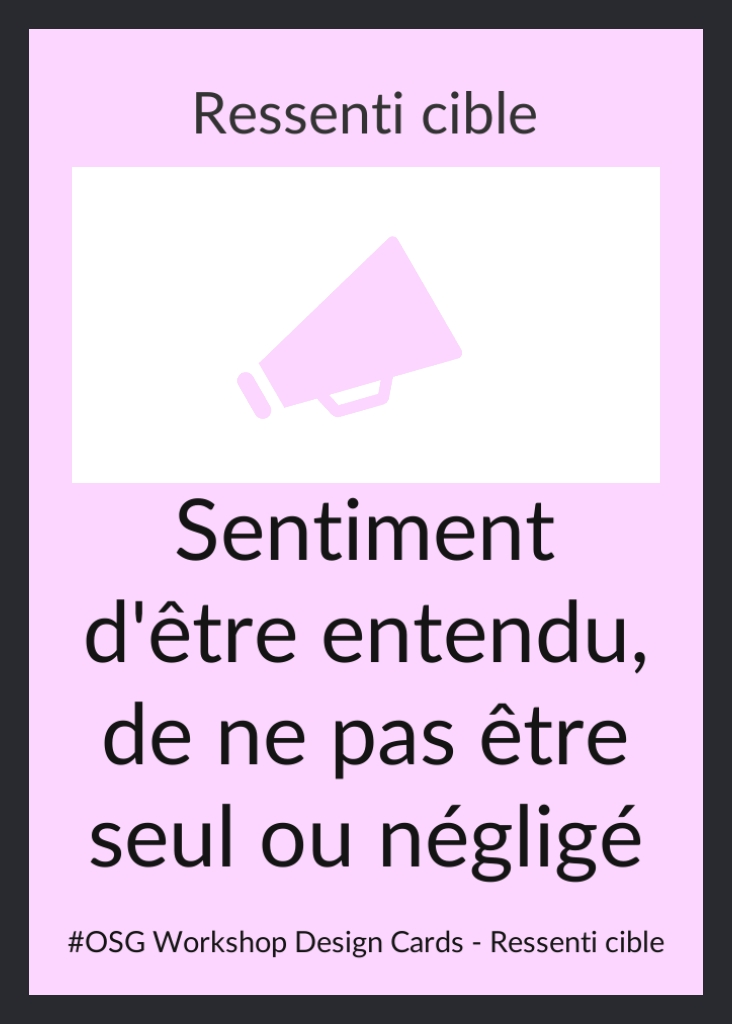 Ressenti cible
Sentiment
d'être entendu,
de ne pas être
seul ou négligé
#OSG Workshop Design Cards - Ressenti cible